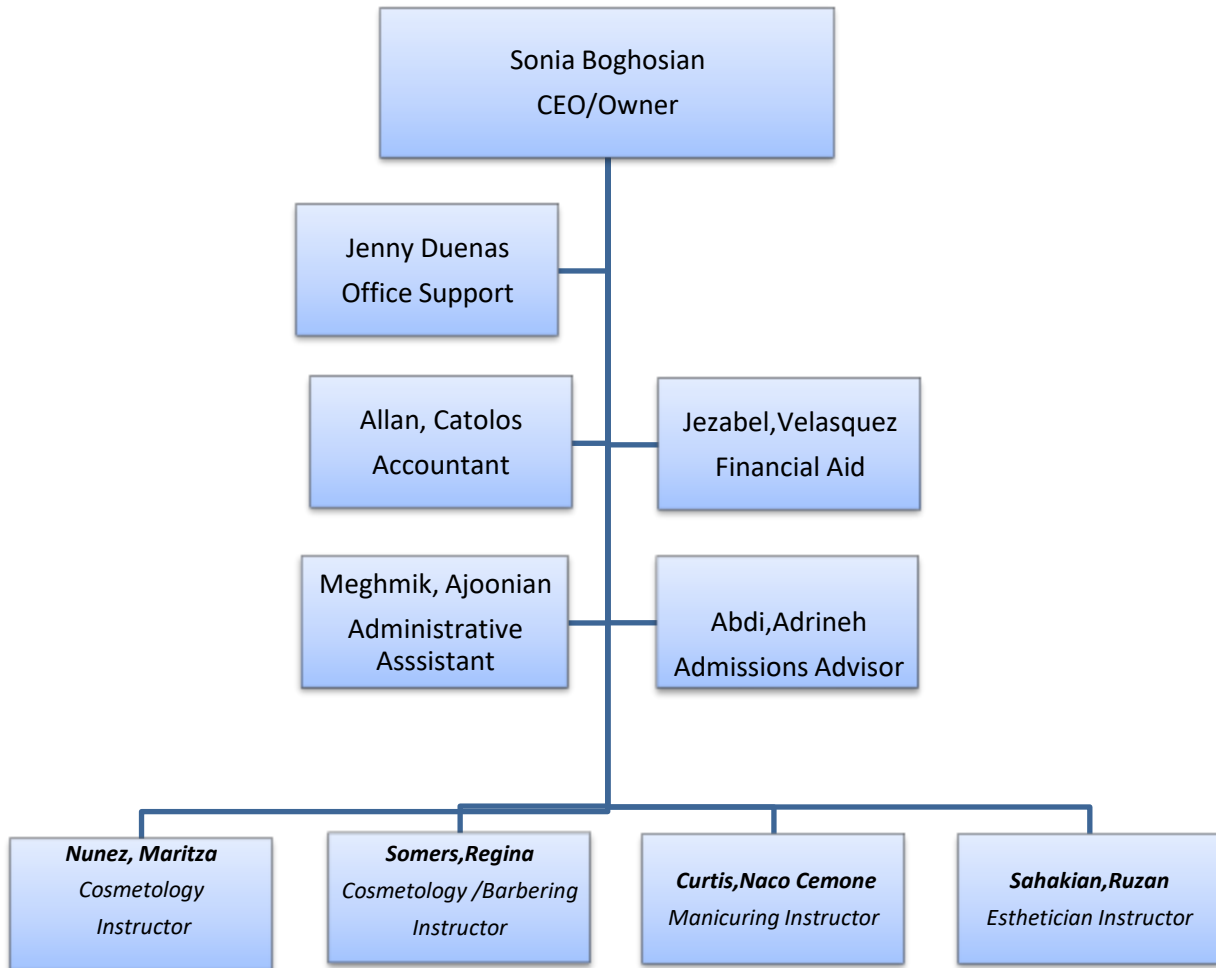 Sonia Boghosian
CEO/Owner
Jenny Duenas
Office Support
Allan, Catolos
Accountant
Jezabel,Velasquez
Financial Aid
Meghmik, Ajoonian
Administrative
Asssistant
Abdi,Adrineh
Admissions Advisor
Nunez, Maritza
Cosmetology
Instructor
Somers,Regina
Cosmetology /Barbering
Instructor
Curtis,Naco Cemone
Manicuring Instructor
Sahakian,Ruzan
Esthetician Instructor